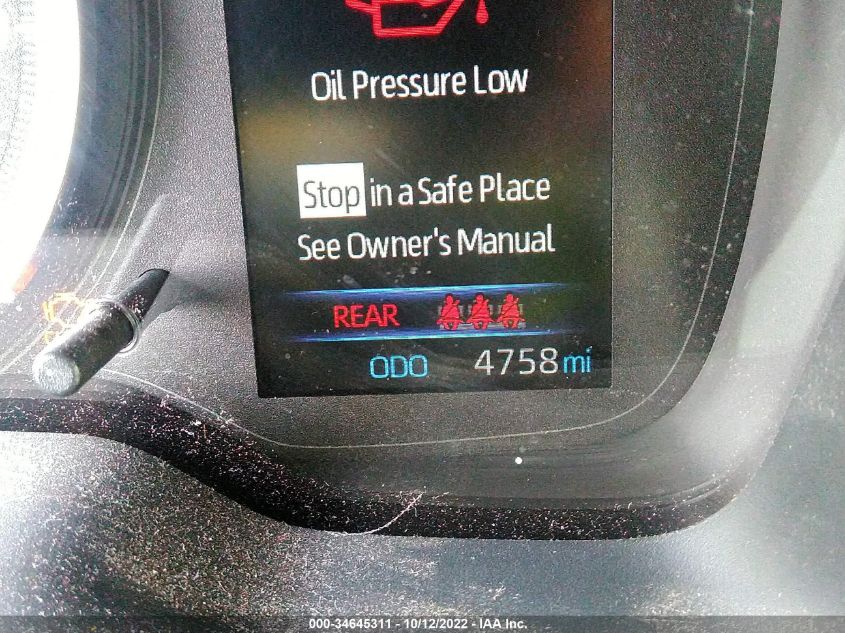 Oil Pressure Low
Stop in a Safe Place
See Owner's Manual
REAR
ODO 4758 mi
000-34645311 - 10/12/2022 - IAA Inc.